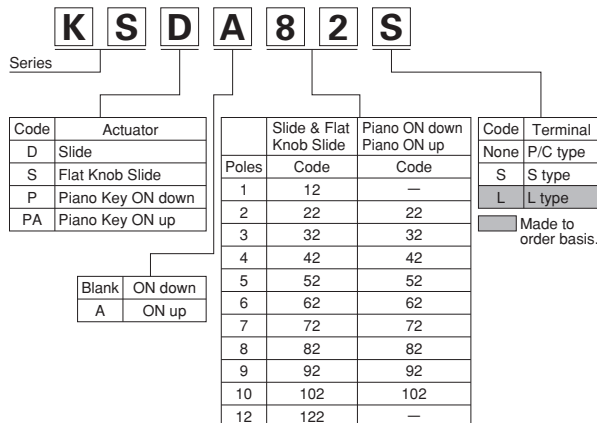 K S D A 8 2 S
Series
Code Actuator
D Slide
S Flat Knob Slide
P Piano Key ON down
PA Piano Key ON up
Blank ON down
A ON up
Slide & Flat Knob Slide Piano ON down Piano ON up
Poles Code Code
1 12 —
2 22 22
3 32 32
4 42 42
5 52 52
6 62 62
7 72 72
8 82 82
9 92 92
10 102 102
12 122 —
Code Terminal
None P/C type
S S type
L L type
Made to
order basis.